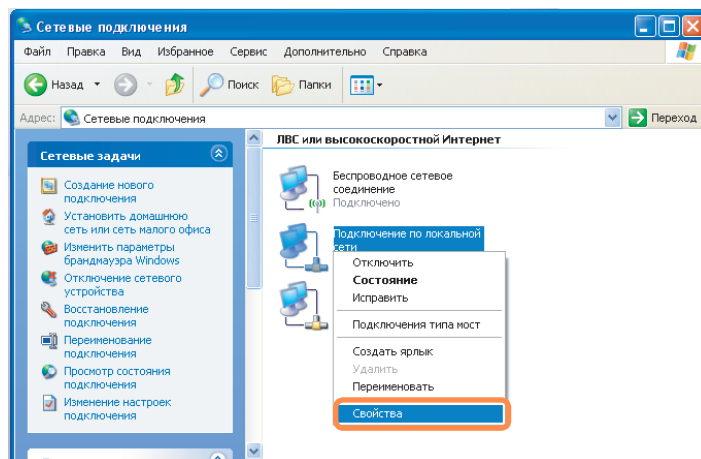 Сетевые подключения
Файл Правка Вид Избранное Сервис Дополнительно Справка
Назад Поиск Папки
Адрес: Сетевые подключения Переход
Сетевые задачи
Создание нового
подключения
Установить домашнюю
сеть или сеть малого офиса
Изменить параметры
брандмауэра Windows
Отключение сетевого
устройства
Восстановление
подключения
Переименование
подключения
Просмотр состояния
подключения
Изменение настроек
подключения
ЛВС или высокоскоростной Интернет
Беспроводное сетевое
соединение
Подключено
Подключение по локальной
сети
Отключить
Состояние
Исправить
Подключения типа мост
Создать ярлык
Удалить
Переименовать
Свойства